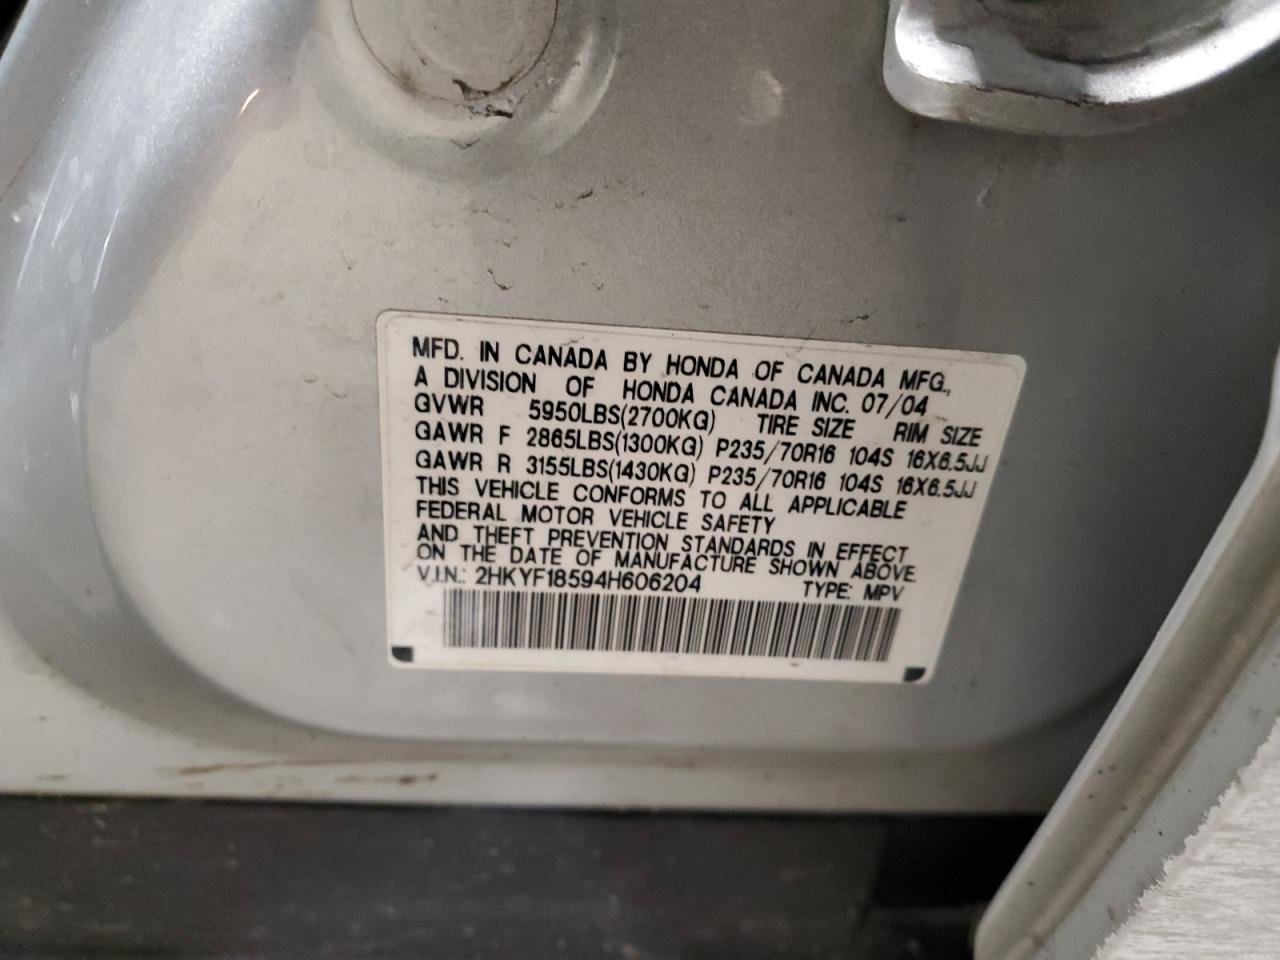 MFD. IN CANADA BY HONDA OF CANADA MFG.,
A DIVISION OF HONDA CANADA INC. 07/04
GVWR 5950LBS(2700KG) TIRE SIZE RIM SIZE
GAWR F 2865LBS(1300KG) P235/70R16 104S 16X6.5JJ
GAWR R 3155LBS(1430KG) P235/70R16 104S 16X6.5JJ
THIS VEHICLE CONFORMS TO ALL APPLICABLE
FEDERAL MOTOR VEHICLE SAFETY
AND THEFT PREVENTION STANDARDS IN EFFECT
ON THE DATE OF MANUFACTURE SHOWN ABOVE.
V.I.N.: 2HKYF18594H606204 TYPE: MPV